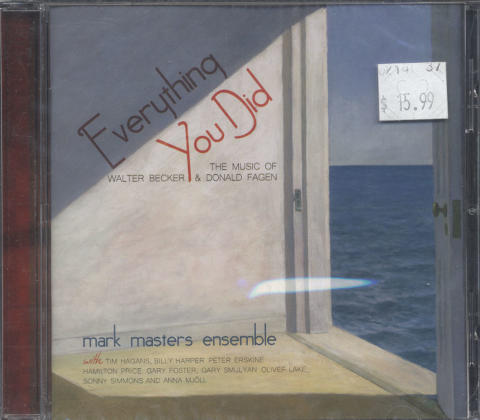 Everything
You Did
THE MUSIC OF
WALTER BECKER & DONALD FAGEN
$ 15.99
mark masters ensemble
with TIM HAGANS, BILLY HARPER PETER ERSKINE
HAMILTON PRICE, GARY FOSTER, GARY SMULYAN OLIVER LAKE,
SONNY SIMMONS AND ANNA MJÖLL